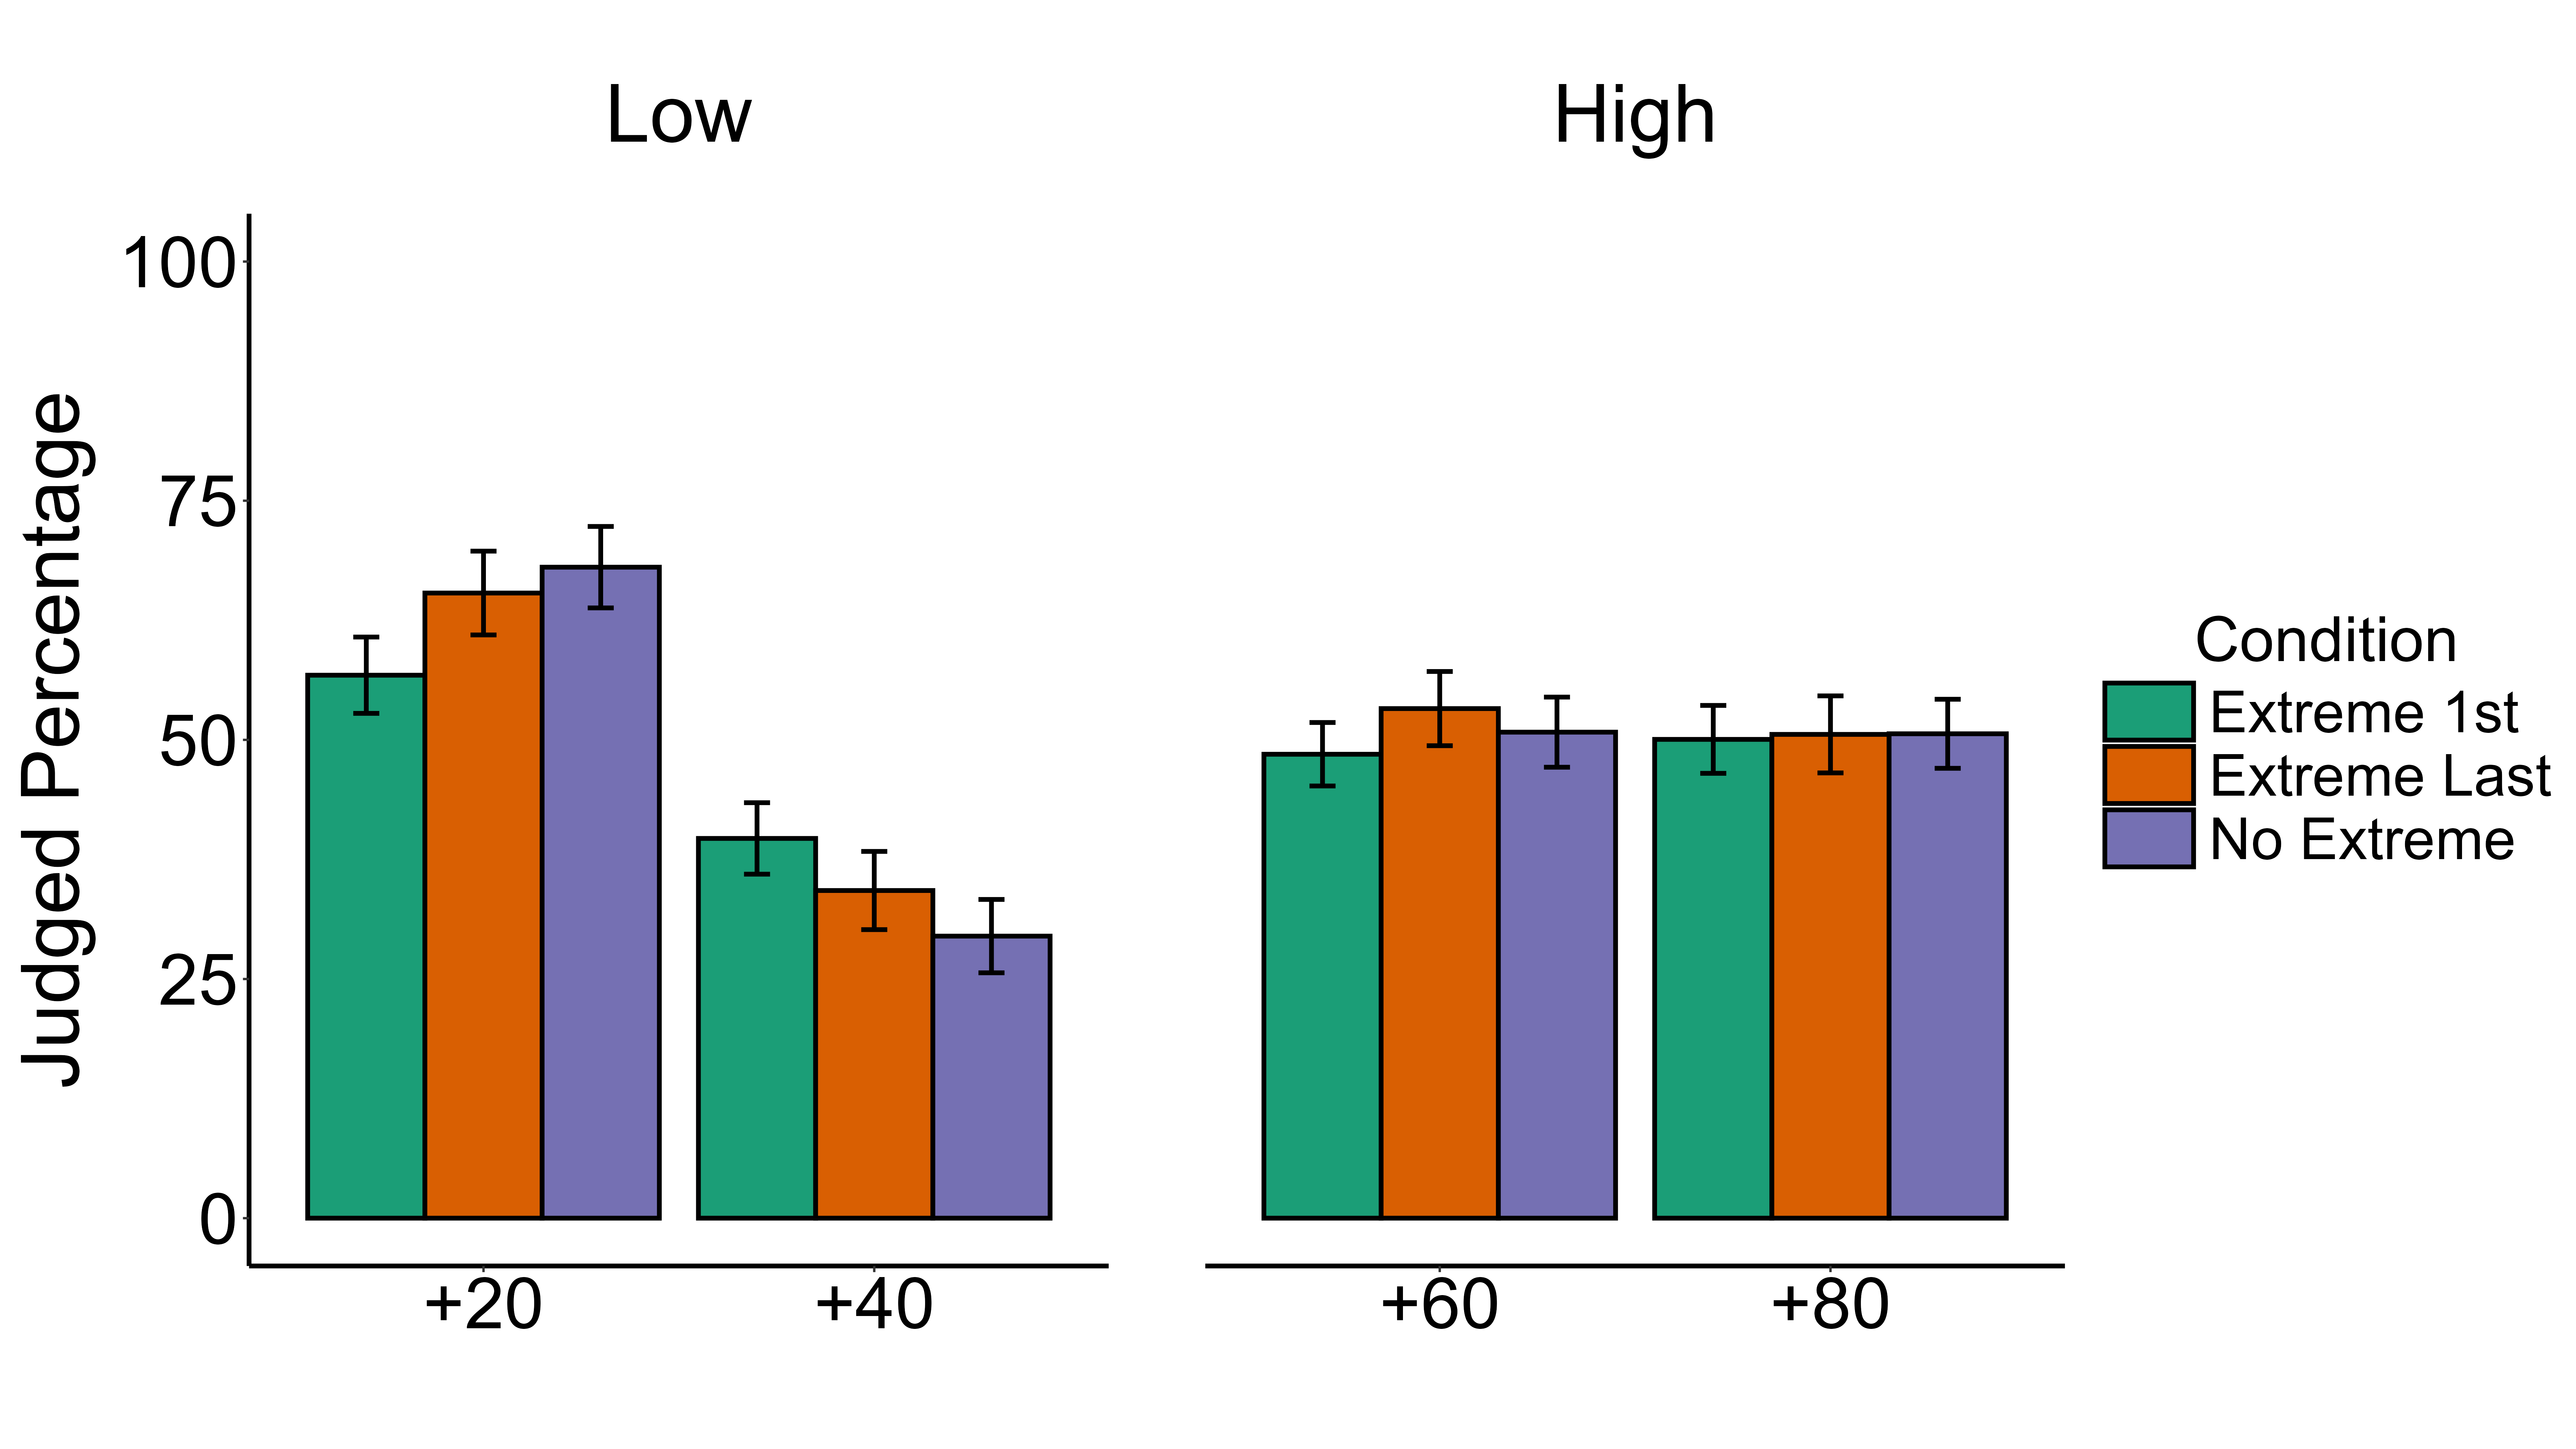 Low
High
Judged Percentage
100
75
50
25
0
+20
+40
+60
+80
Condition
Extreme 1st
Extreme Last
No Extreme